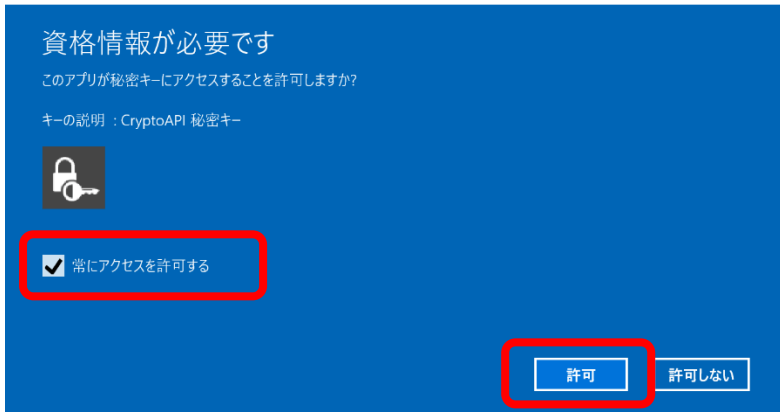 資格情報が必要です
このアプリが秘密キーにアクセスすることを許可しますか?
キーの説明 : CryptoAPI 秘密キー
常にアクセスを許可する
許可
許可しない